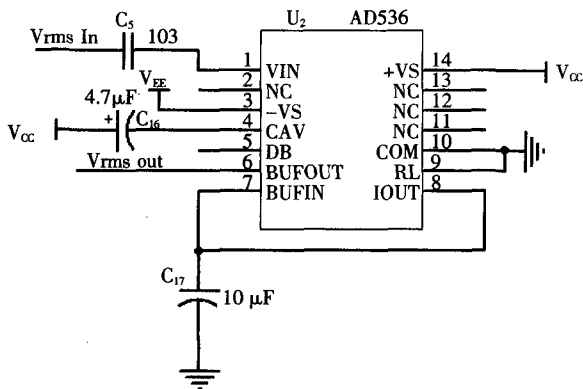 U2 AD536
C5
Vrms In 103
1 VIN +VS 14 VCC
2 NC NC 13
VEE
3 -VS NC 12
4.7μF
VCC + C16 4 CAV NC 11
5 DB COM 10
Vrms out 6 BUFOUT RL 9
7 BUFIN IOUT 8
C17
10 μF